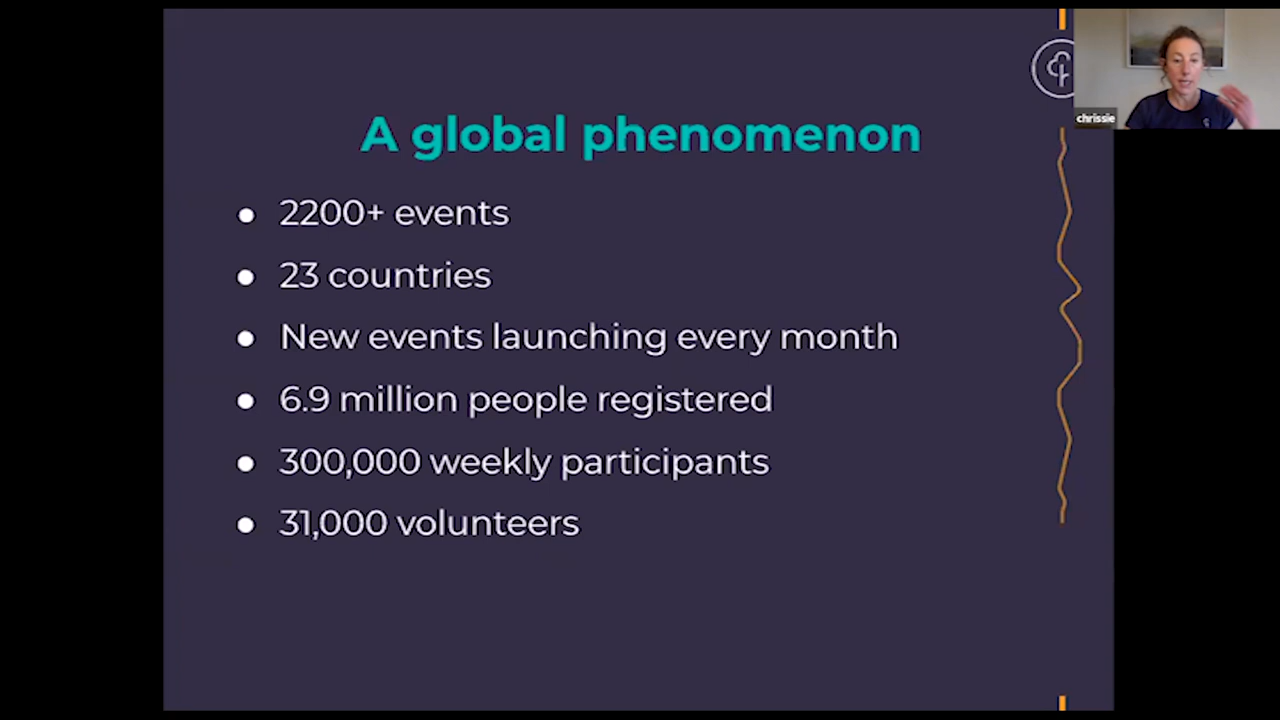 A global phenomenon
2200+ events
23 countries
New events launching every month
6.9 million people registered
300,000 weekly participants
31,000 volunteers
chrissie